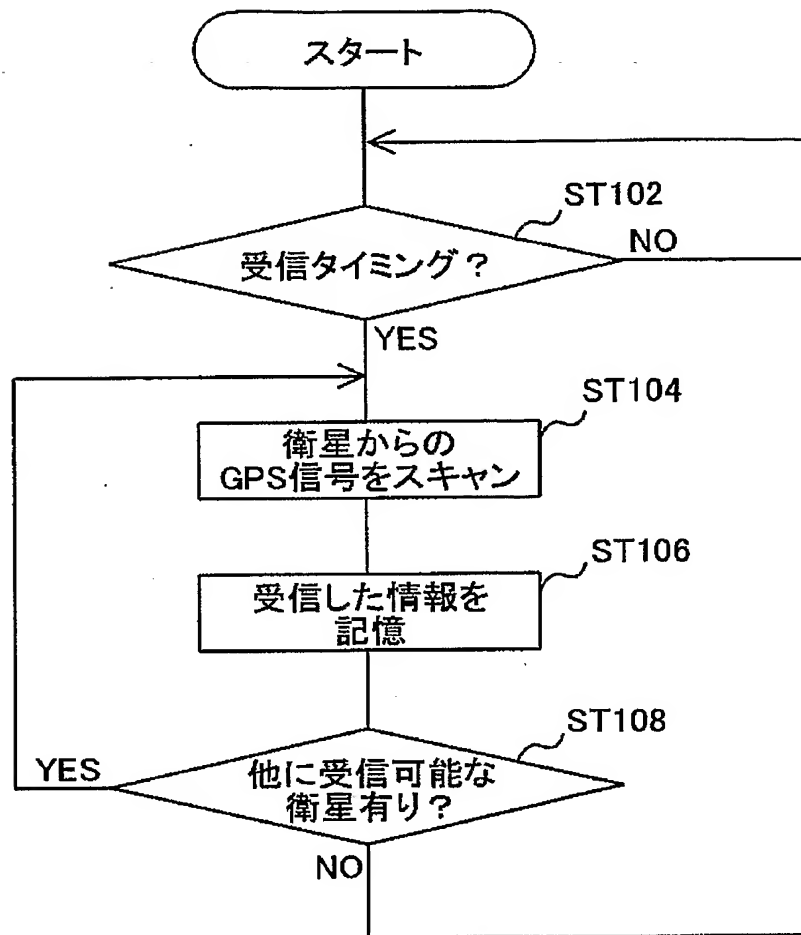 スタート
ST102
受信タイミング？
NO
YES
ST104
衛星からの
GPS信号をスキャン
ST106
受信した情報を
記憶
ST108
YES
他に受信可能な
衛星有り？
NO